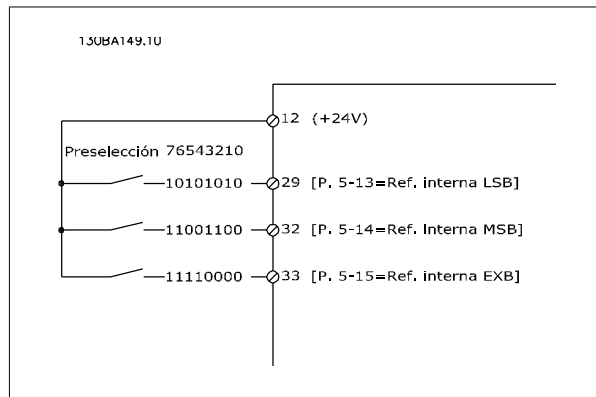 130BA149.10
12 (+24V)
Preselección 76543210
10101010 29 [P. 5-13=Ref. interna LSB]
11001100 32 [P. 5-14=Ref. Interna MSB]
11110000 33 [P. 5-15=Ref. interna EXB]